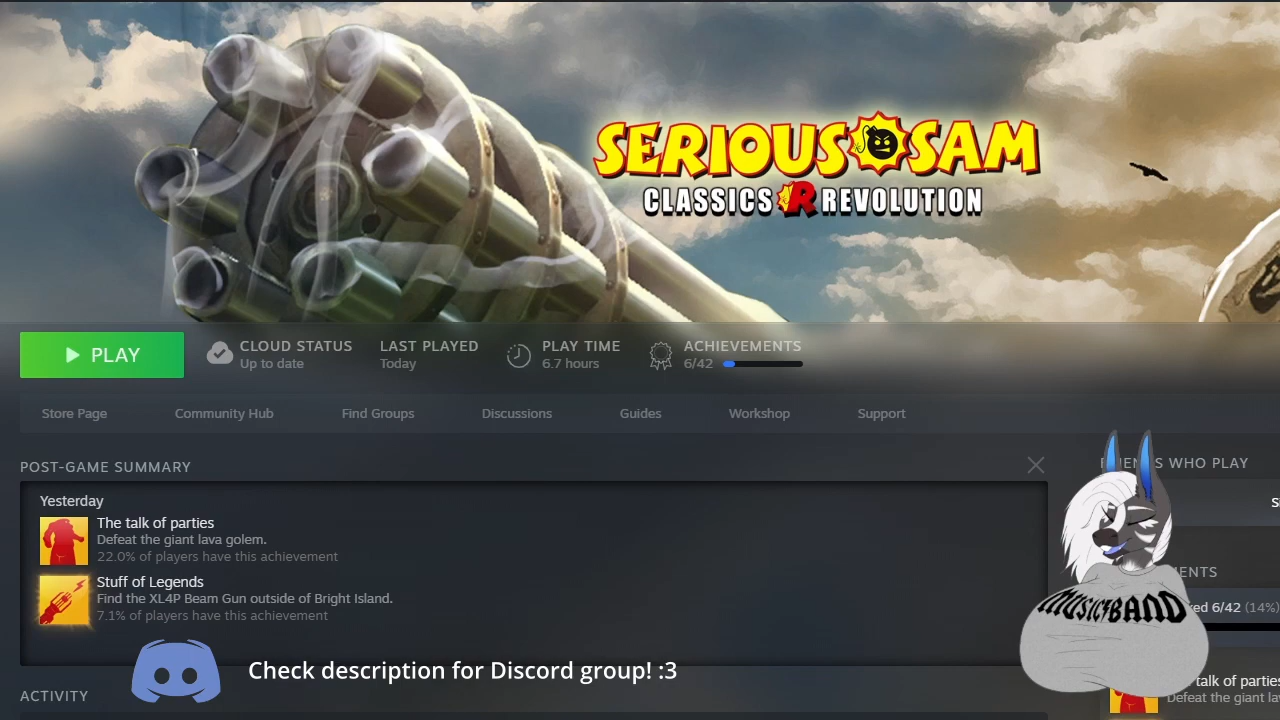 SERIOUS SAM
CLASSICS R REVOLUTION
PLAY
CLOUD STATUS
Up to date
LAST PLAYED
Today
PLAY TIME
6.7 hours
ACHIEVEMENTS
6/42
Store Page
Community Hub
Find Groups
Discussions
Guides
Workshop
Support
POST-GAME SUMMARY
WHO PLAY
Yesterday
The talk of parties
Defeat the giant lava golem.
22.0% of players have this achievement
Stuff of Legends
Find the XL4P Beam Gun outside of Bright Island.
7.1% of players have this achievement
6/42 (14%)
MUSIC BAND
Check description for Discord group! :3
ACTIVITY
talk of parties
Defeat the giant